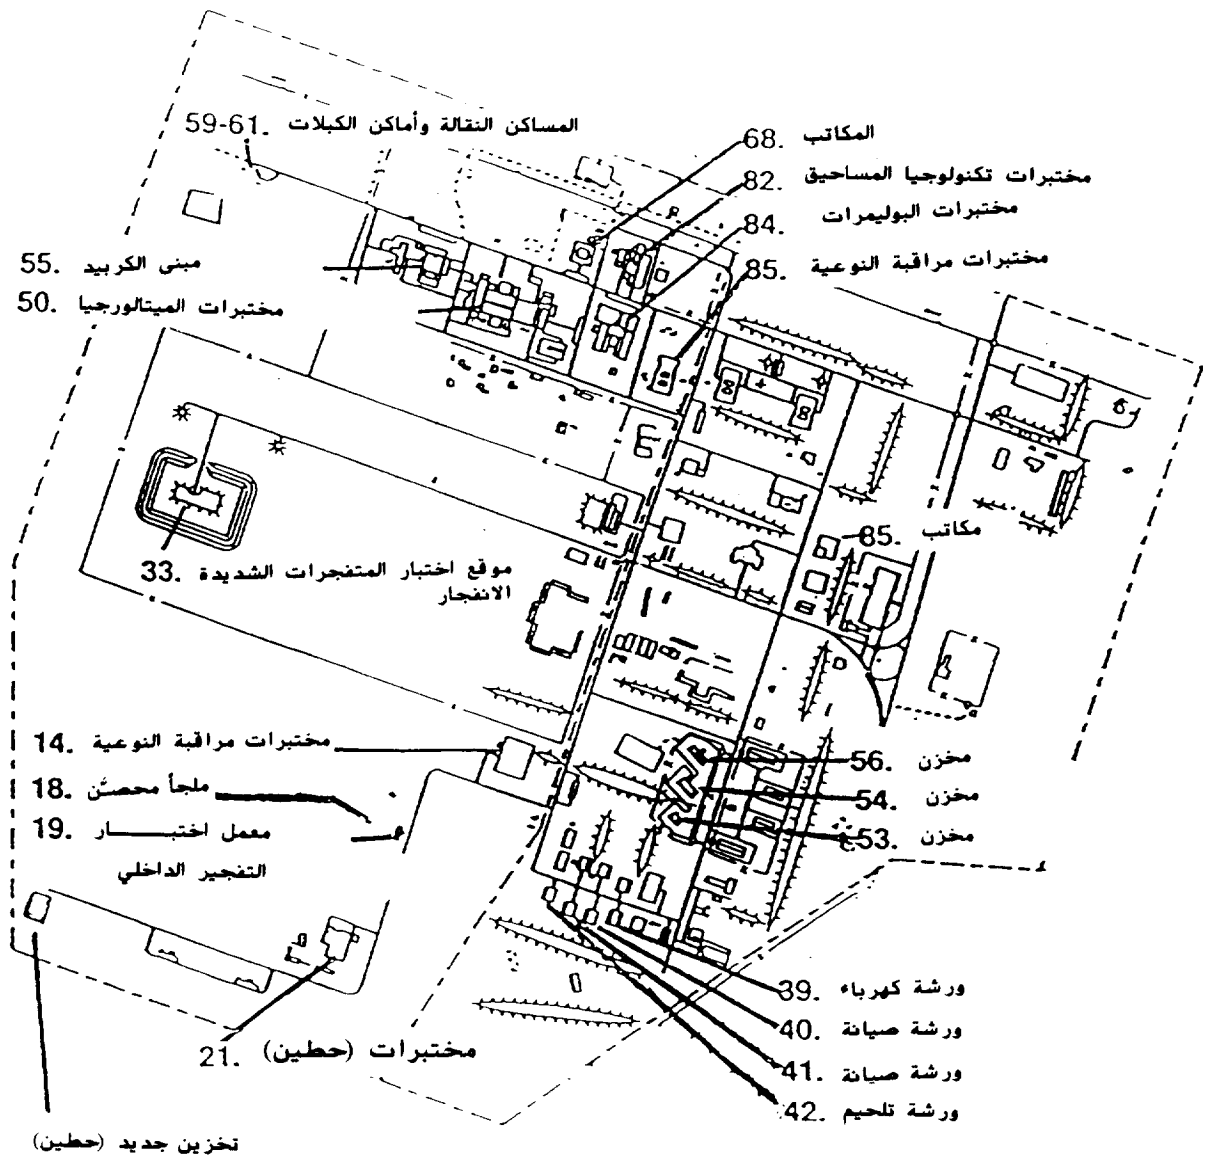 59-61. المساكن النقالة وأماكن الكبلات
68. المكاتب
82. مختبرات تكنولوجيا المساحيق
84. مختبرات البوليمرات
85. مختبرات مراقبة النوعية
55. مبنى الكربيد
50. مختبرات الميتالورجيا
85. مكاتب
33. موقع اختبار المتفجرات الشديدة
الانفجار
14. مختبرات مراقبة النوعية
18. ملجأ محصّن
19. معمل اختبــــار
التفجير الداخلي
56. مخزن
54. مخزن
53. مخزن
39. ورشة كهرباء
40. ورشة صيانة
41. ورشة صيانة
42. ورشة تلحيم
21. مختبرات (حطين)
تخزين جديد (حطين)